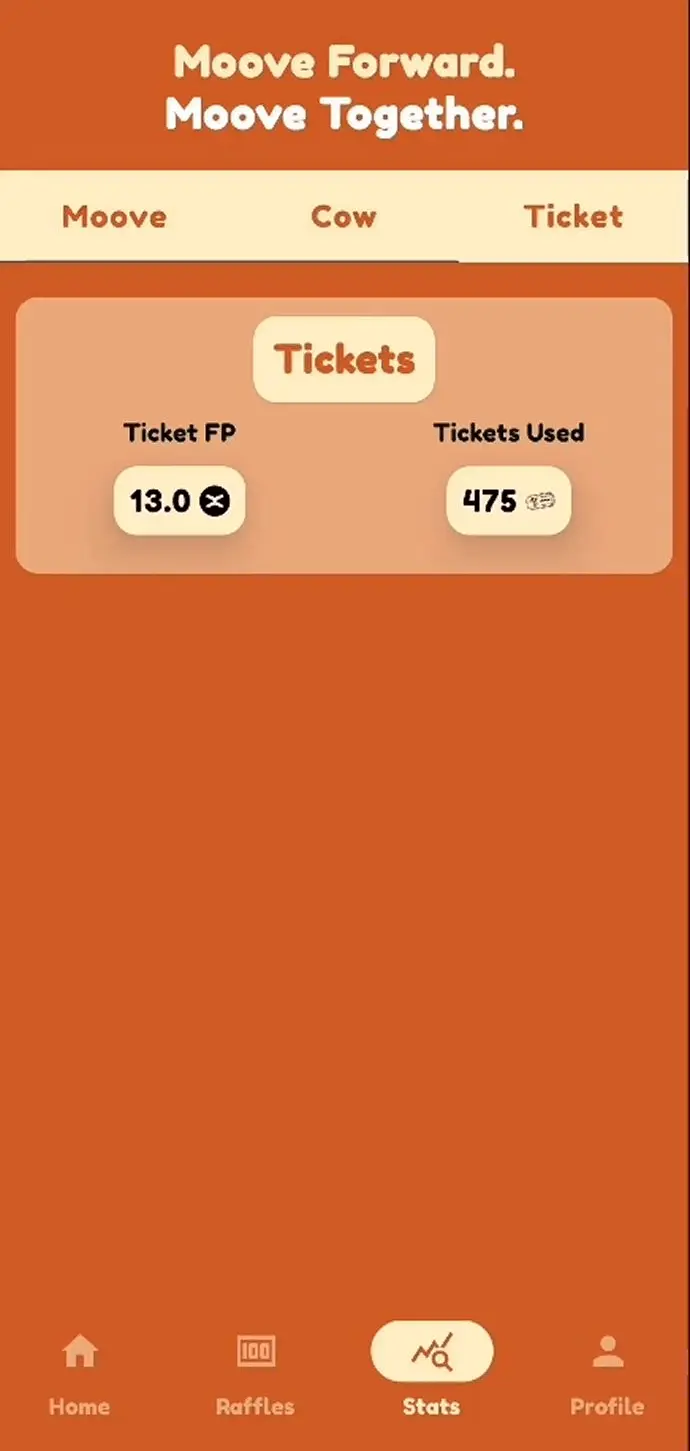 Moove Forward.
Moove Together.
Moove Cow Ticket
Tickets
Ticket FP Tickets Used
13.0 475
100
Home Raffles Stats Profile